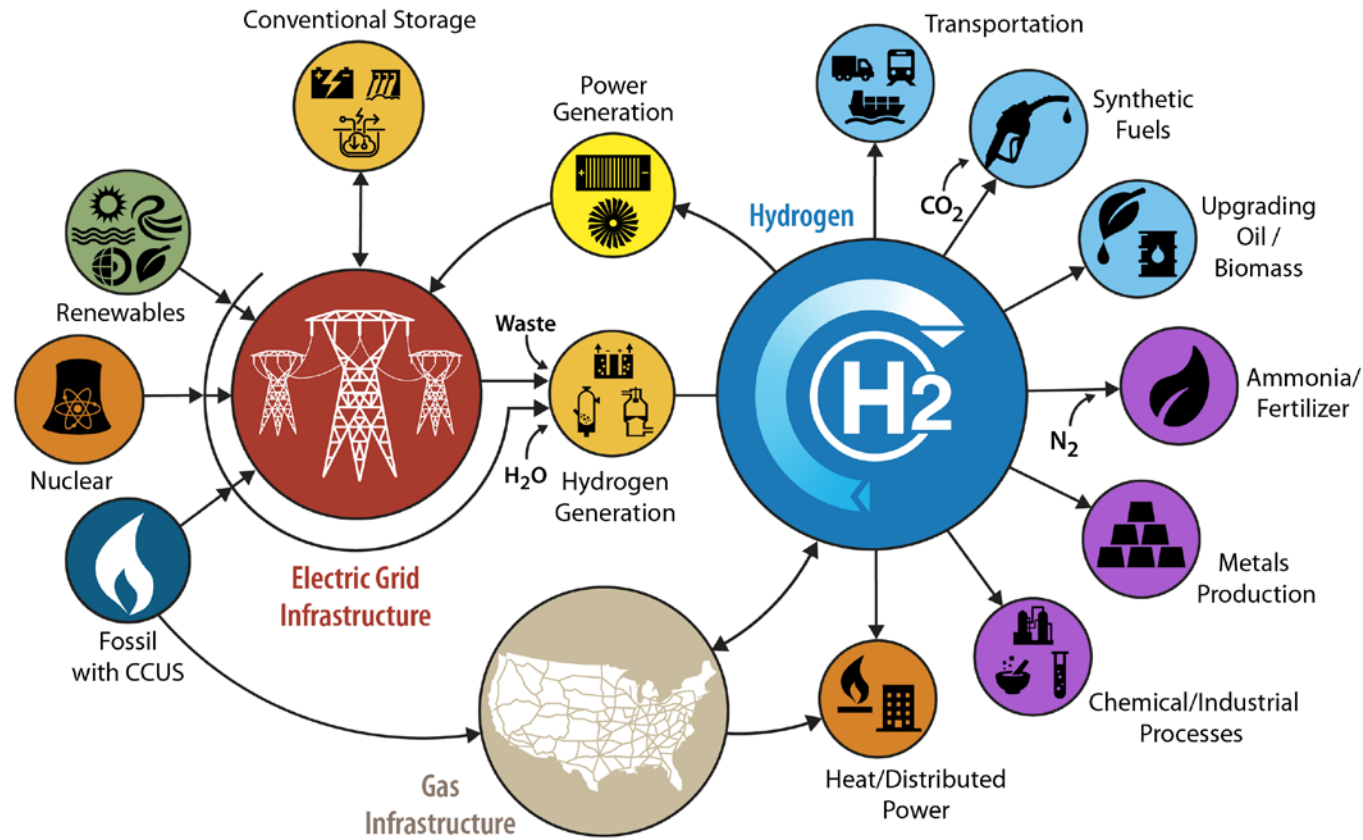 Conventional Storage
Transportation
Power
Generation
Synthetic
Fuels
CO₂
Hydrogen
Upgrading
Oil /
Biomass
Renewables
Waste
H2
Ammonia/
Fertilizer
N₂
Nuclear
H₂O
Hydrogen
Generation
Electric Grid
Infrastructure
Metals
Production
Fossil
with CCUS
Chemical/Industrial
Processes
Heat/Distributed
Power
Gas
Infrastructure